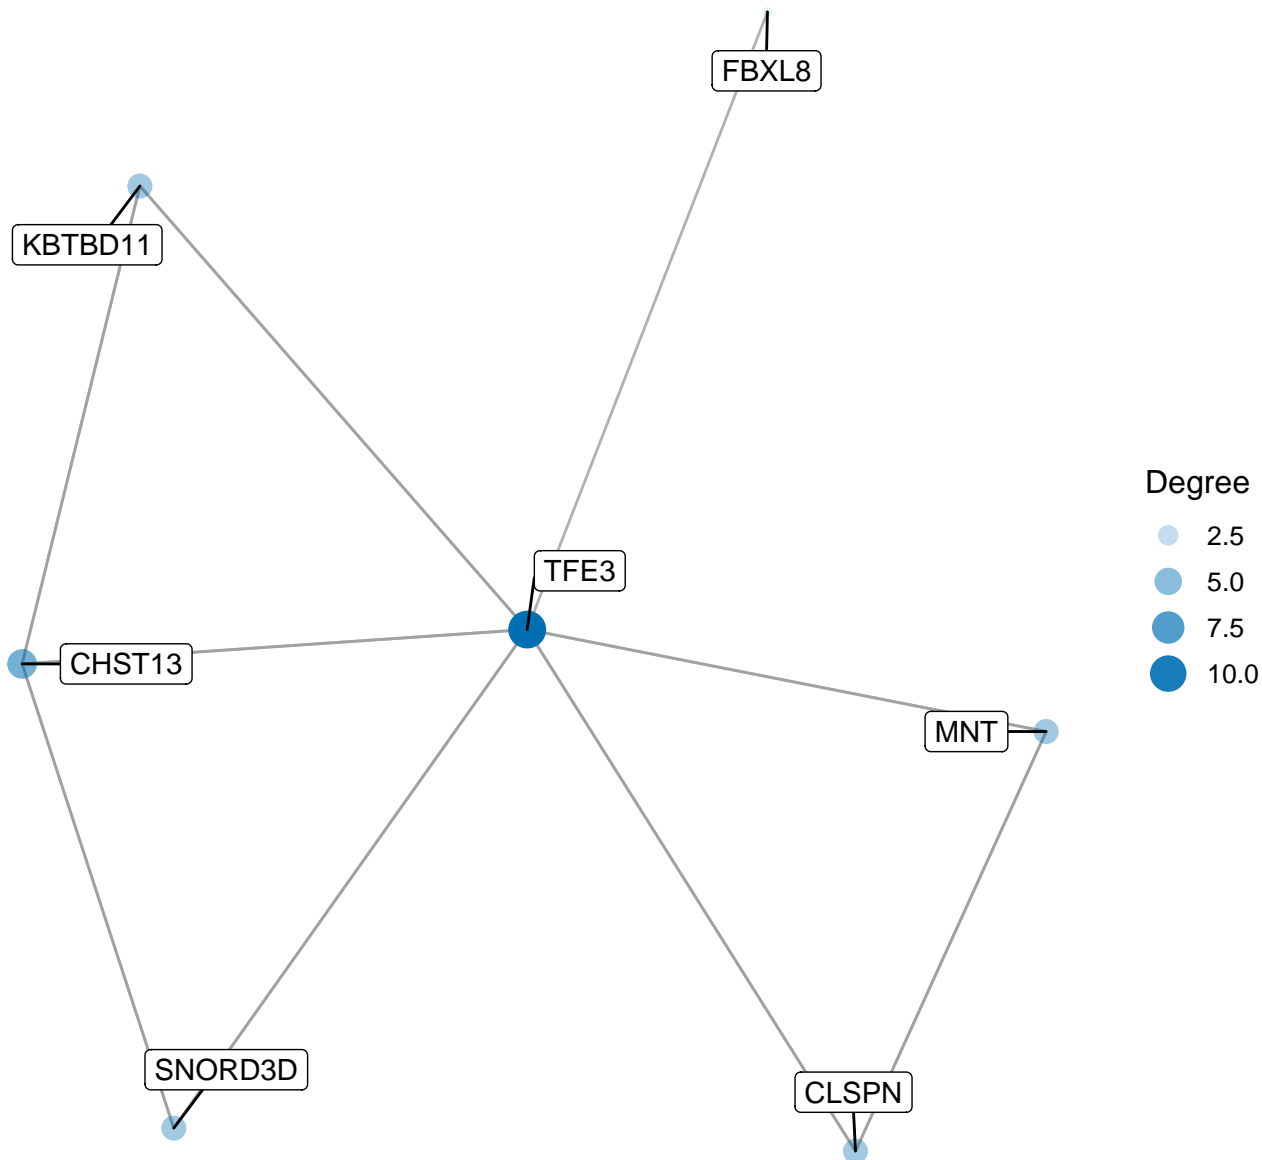 FBXL8
KBTBD11
TFE3
CHST13
MNT
SNORD3D
CLSPN
Degree
2.5
5.0
7.5
10.0